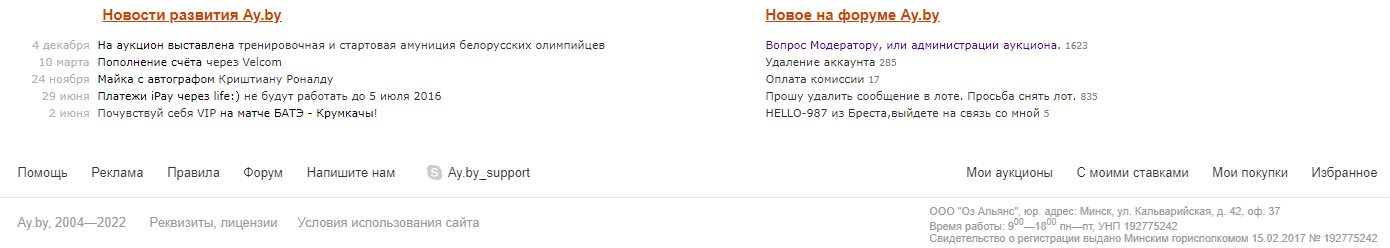 Новости развития Ay.by
4 декабря На аукцион выставлена тренировочная и стартовая амуниция белорусских олимпийцев
10 марта Пополнение счёта через Velcom
24 ноября Майка с автографом Криштиану Роналду
29 июня Платежи iPay через life:) не будут работать до 5 июля 2016
2 июня Почувствуй себя VIP на матче БАТЭ - Крумкачы!
Новое на форуме Ay.by
Вопрос Модератору, или администрации аукциона. 1623
Удаление аккаунта 285
Оплата комиссии 17
Прошу удалить сообщение в лоте. Просьба снять лот. 835
HELLO-987 из Бреста,выйдете на связь со мной 5
Помощь Реклама Правила Форум Напишите нам Ay.by_support Мои аукционы С моими ставками Мои покупки Избранное
Ay.by, 2004—2022 Реквизиты, лицензии Условия использования сайта
ООО "Оз Альянс", юр. адрес: Минск, ул. Кальварийская, д. 42, оф. 37
Время работы: 9⁰⁰—18⁰⁰ пн—пт, УНП 192775242
Свидетельство о регистрации выдано Минским горисполкомом 15.02.2017 № 192775242